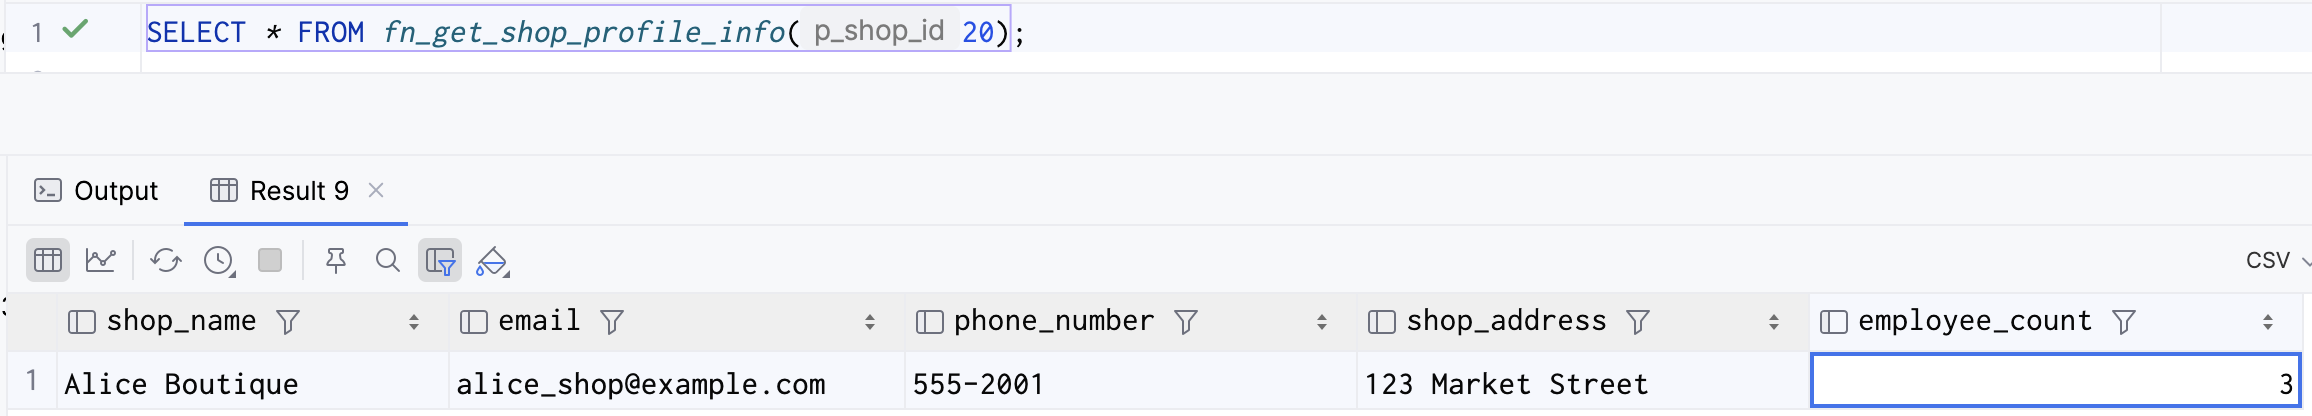 1 SELECT * FROM fn_get_shop_profile_info( p_shop_id 20);
Output Result 9
CSV
shop_name email phone_number shop_address employee_count
1 Alice Boutique alice_shop@example.com 555-2001 123 Market Street 3